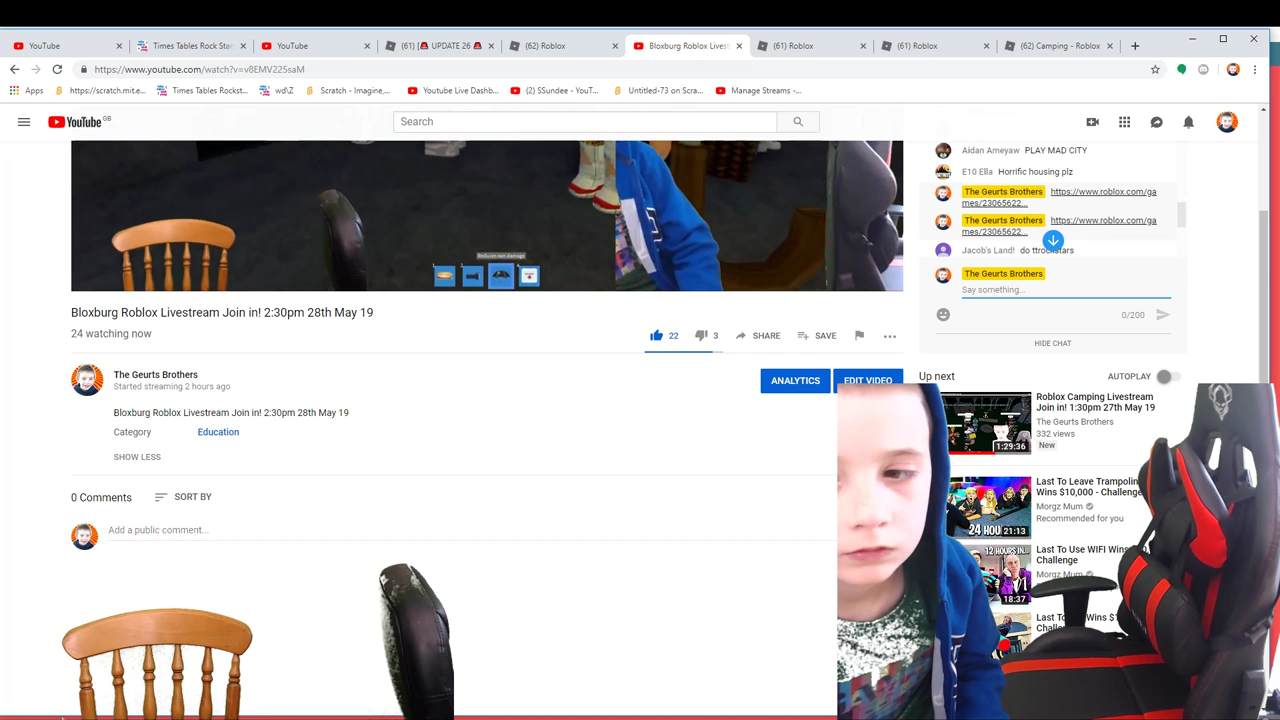 YouTube
Times Tables Rock Star
YouTube
(61) [🚨 UPDATE 26 🚨
(62) Roblox
Bloxburg Roblox Lives
(61) Roblox
(61) Roblox
(62) Camping - Roblox
https://www.youtube.com/watch?v=v8EMV225saM
Apps
https://scratch.mit.e...
Times Tables Rockst...
wd\Z
Scratch - Imagine,...
Youtube Live Dashb...
(2) SSundee - YouT...
Untitled-73 on Scra...
Manage Streams -...
YouTube GB
Search
Aidan Ameyaw PLAY MAD CITY
E10 Ella Horrific housing plz
The Geurts Brothers https://www.roblox.com/ga
mes/23065622...
The Geurts Brothers https://www.roblox.com/ga
mes/23065622...
Jacob's Land! do ttrockstars
The Geurts Brothers
Say something...
0/200
HIDE CHAT
Bloxburg Roblox Livestream Join in! 2:30pm 28th May 19
24 watching now
22
3
SHARE
SAVE
The Geurts Brothers
Started streaming 2 hours ago
ANALYTICS
EDIT VIDEO
Bloxburg Roblox Livestream Join in! 2:30pm 28th May 19
Category Education
SHOW LESS
0 Comments
SORT BY
Add a public comment...
Up next
AUTOPLAY
Roblox Camping Livestream
Join in! 1:30pm 27th May 19
The Geurts Brothers
332 views
New
1:29:36
Last To Leave Trampolin
Wins $10,000 - Challenge
Morgz Mum
Recommended for you
24 HOU
21:13
Last To Use WIFI Wins
Challenge
Morgz Mum
12 HOURS IN...
18:37
Last To
Challe